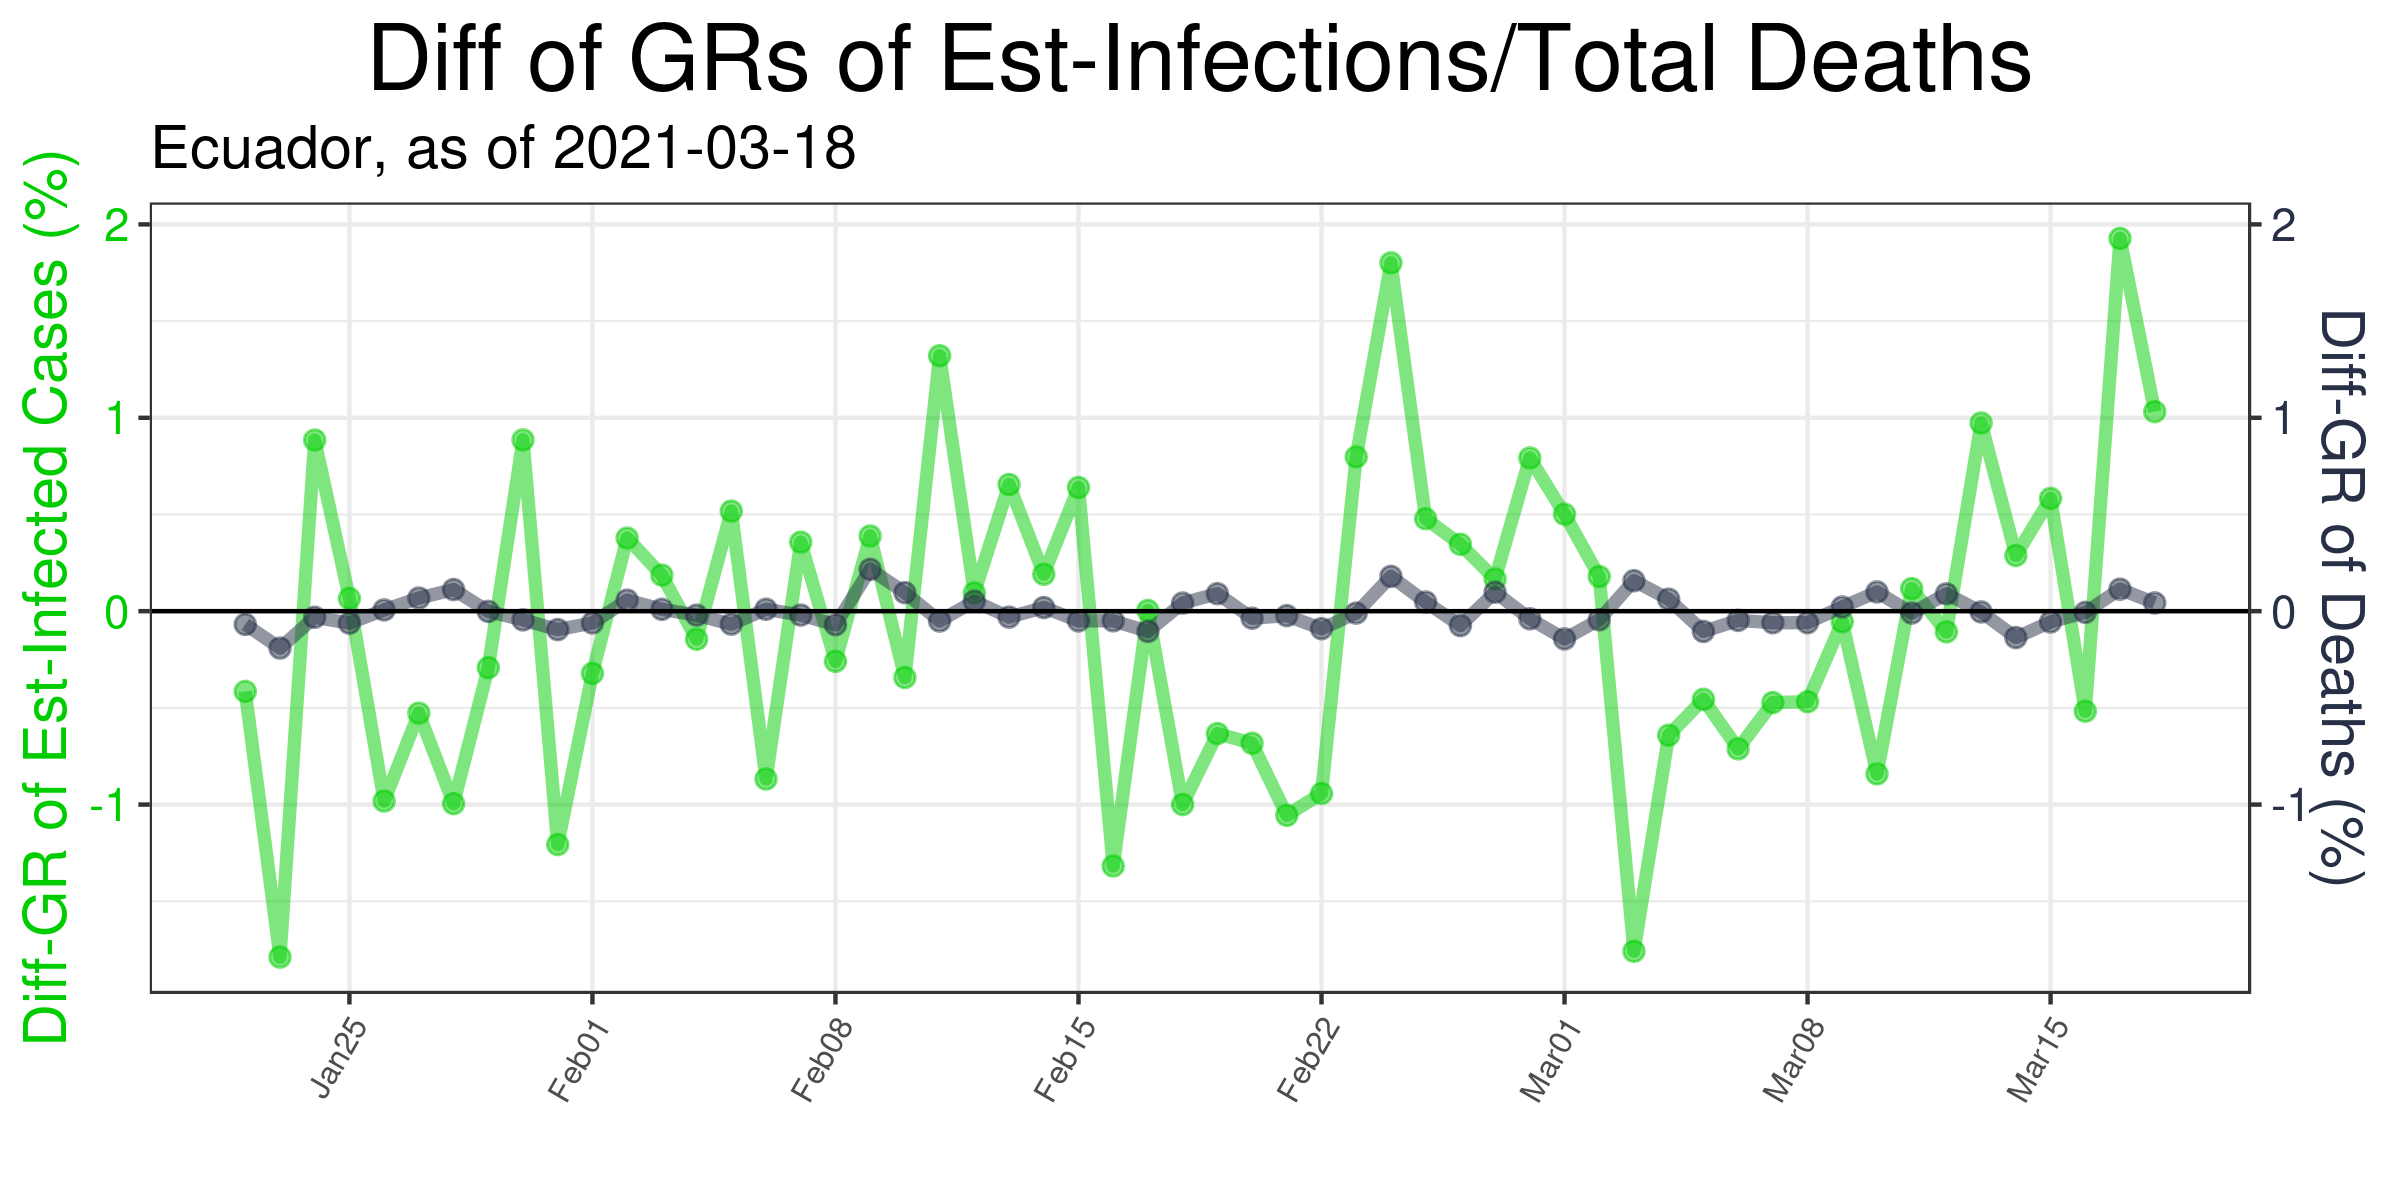 Diff of GRs of Est-Infections/Total Deaths
Ecuador, as of 2021-03-18
Diff-GR of Est-Infected Cases (%)
2
1
0
-1
2
1
0
-1
Diff-GR of Deaths (%)
Jan25
Feb01
Feb08
Feb15
Feb22
Mar01
Mar08
Mar15